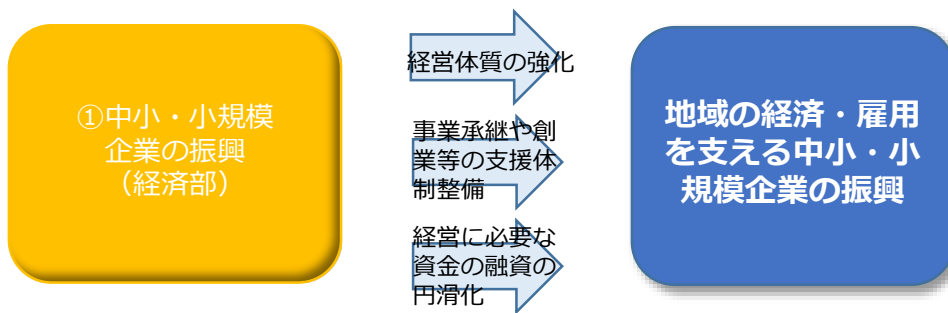 ①中小・小規模
企業の振興
（経済部）
経営体質の強化
事業承継や創
業等の支援体
制整備
経営に必要な
資金の融資の
円滑化
地域の経済・雇用
を支える中小・小
規模企業の振興